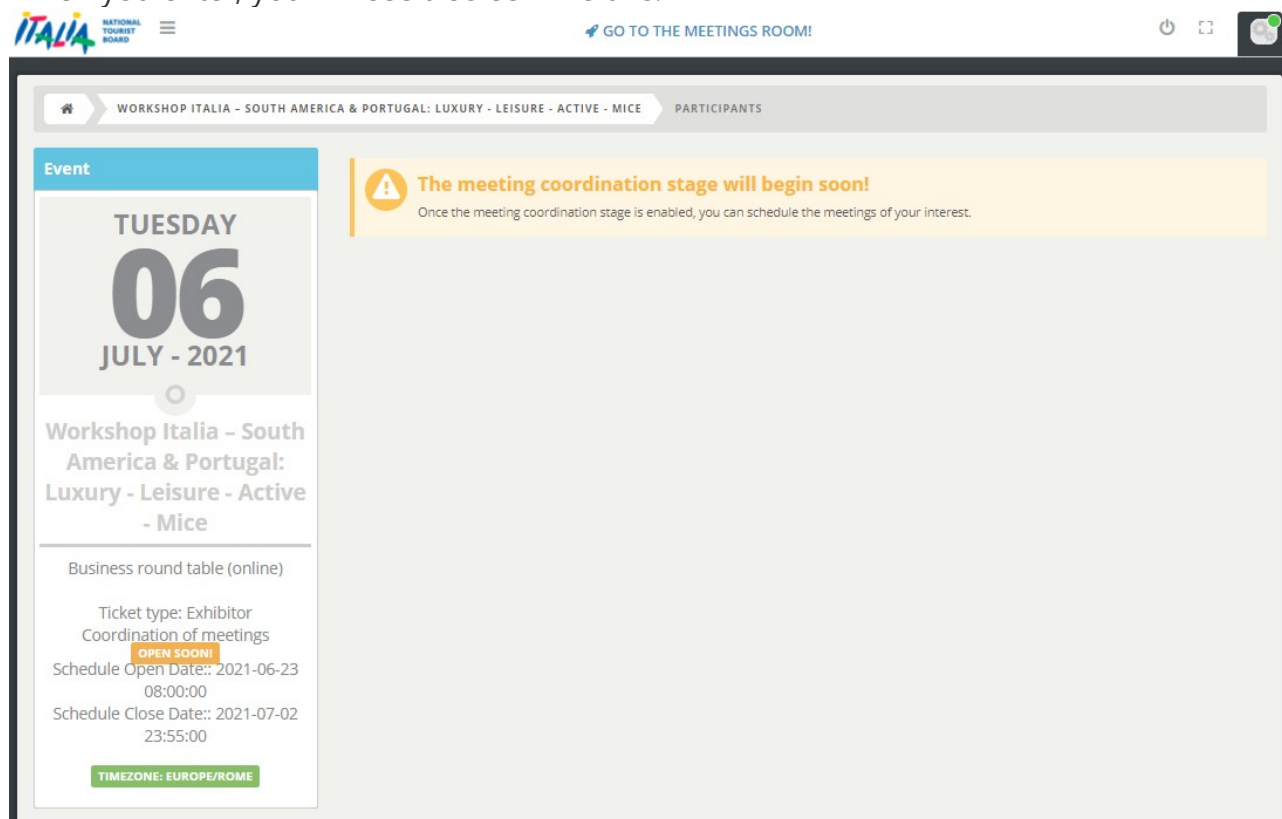 ITALIA NATIONAL
TOURIST
BOARD
GO TO THE MEETINGS ROOM!
WORKSHOP ITALIA – SOUTH AMERICA & PORTUGAL: LUXURY - LEISURE - ACTIVE - MICE PARTICIPANTS
Event
TUESDAY
06
JULY - 2021
Workshop Italia – South
America & Portugal:
Luxury - Leisure - Active
- Mice
Business round table (online)
Ticket type: Exhibitor
Coordination of meetings
OPEN SOON!
Schedule Open Date:: 2021-06-23
08:00:00
Schedule Close Date:: 2021-07-02
23:55:00
TIMEZONE: EUROPE/ROME
The meeting coordination stage will begin soon!
Once the meeting coordination stage is enabled, you can schedule the meetings of your interest.